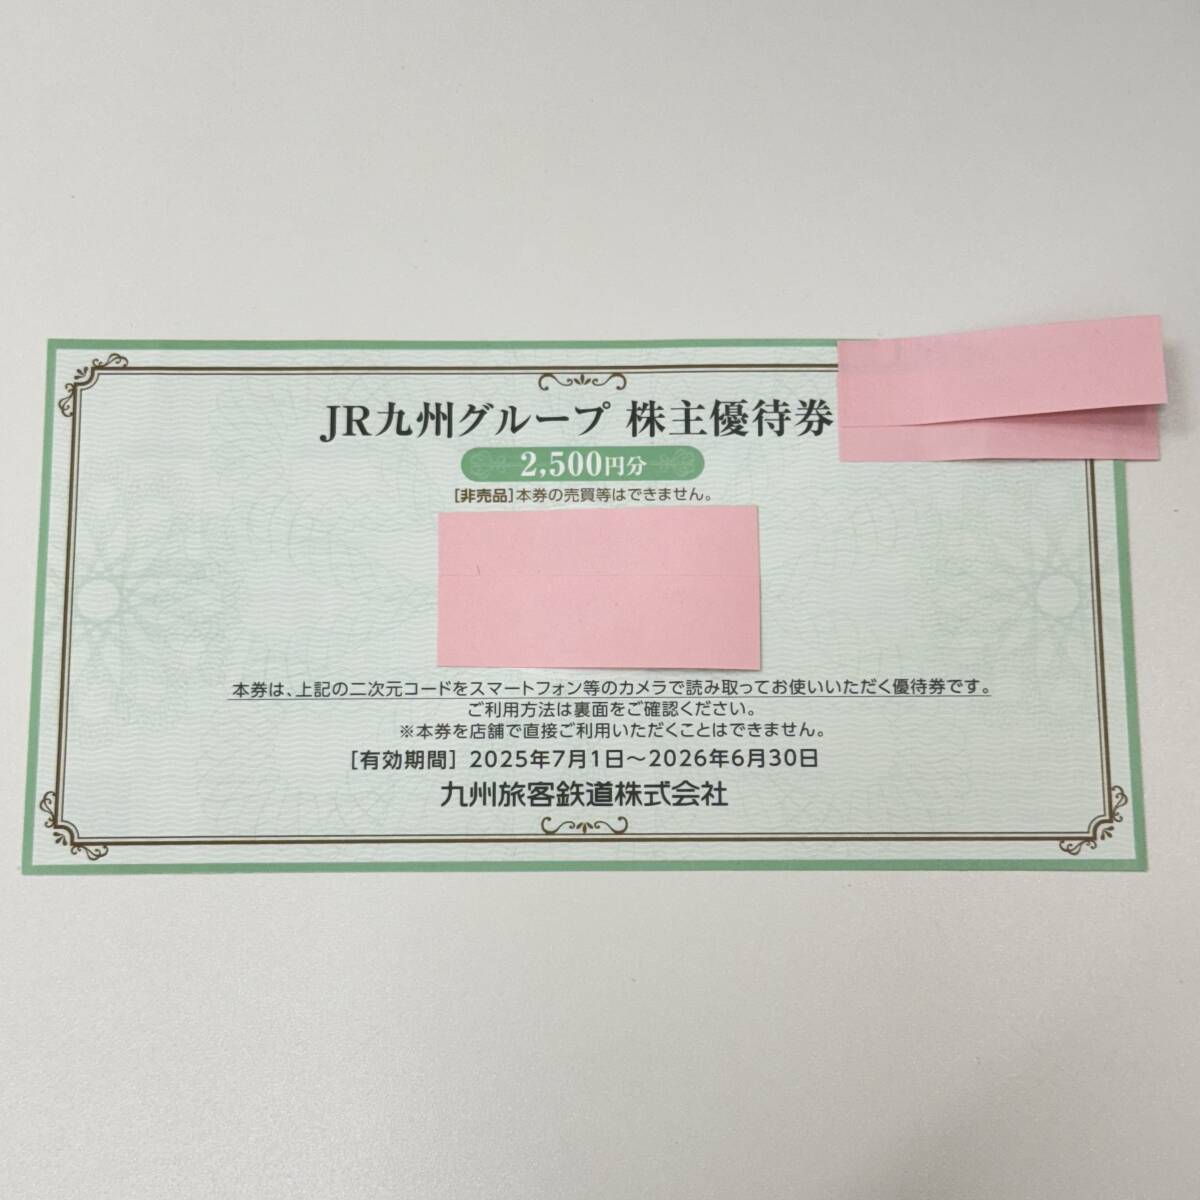 JR九州グループ 株主優待券
2,500円分
[非売品]本券の売買等はできません。
本券は、上記の二次元コードをスマートフォン等のカメラで読み取ってお使いいただく優待券です。
ご利用方法は裏面をご確認ください。
※本券を店舗で直接ご利用いただくことはできません。
[有効期間] 2025年7月1日～2026年6月30日
九州旅客鉄道株式会社